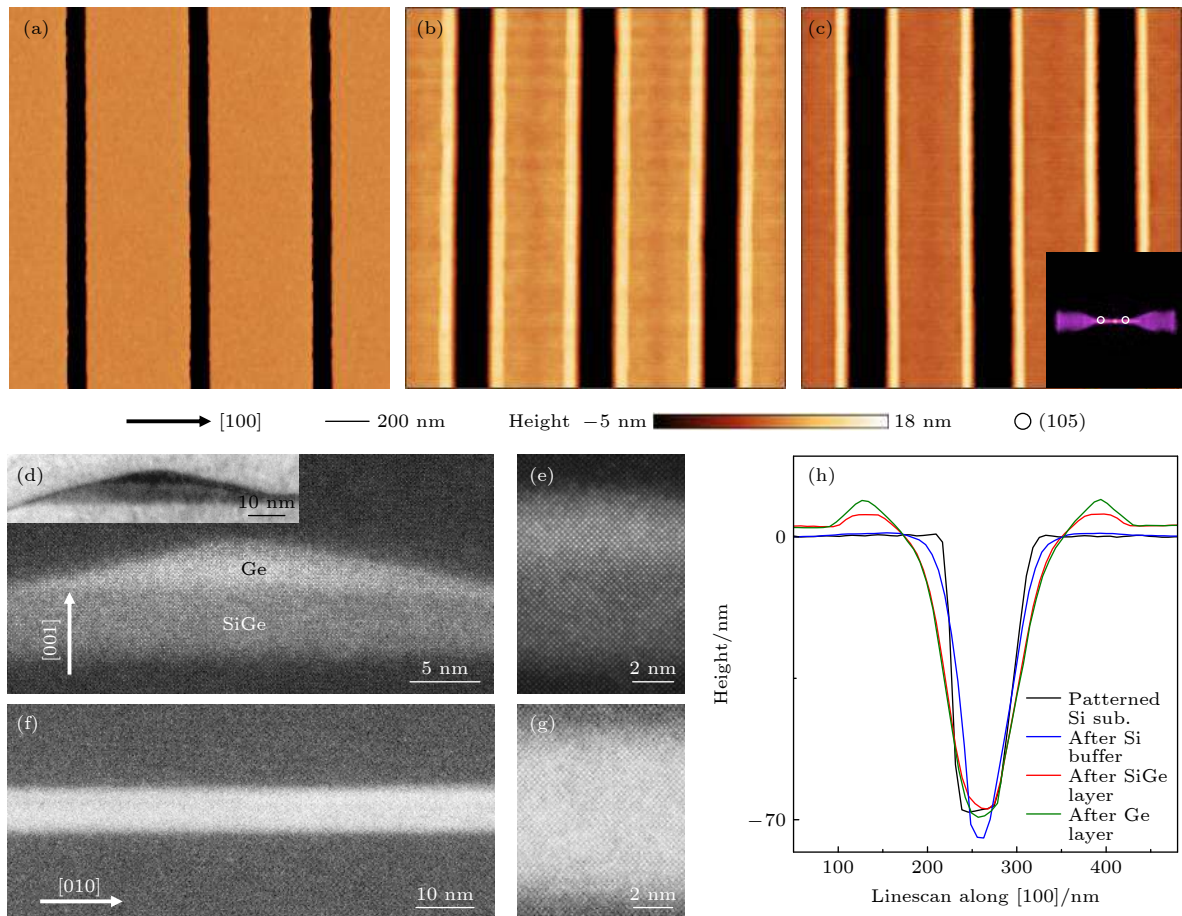 (a)
(b)
(c)
[100]
200 nm
Height −5 nm
18 nm
(105)
(d)
10 nm
Ge
SiGe
[001]
5 nm
(e)
2 nm
(f)
[010]
10 nm
(g)
2 nm
(h)
0
−70
Height/nm
100
200
300
400
Linescan along [100]/nm
Patterned
Si sub.
After Si
buffer
After SiGe
layer
After Ge
layer